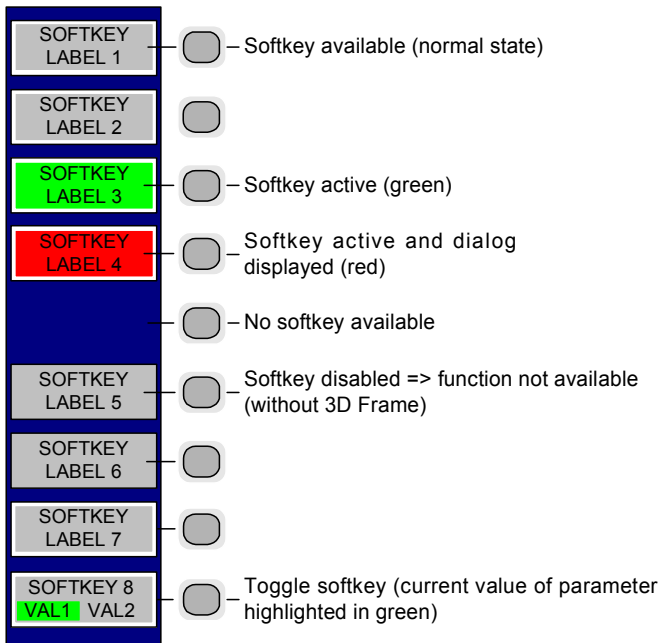 SOFTKEY
LABEL 1
Softkey available (normal state)
SOFTKEY
LABEL 2
SOFTKEY
LABEL 3
Softkey active (green)
SOFTKEY
LABEL 4
Softkey active and dialog
displayed (red)
No softkey available
SOFTKEY
LABEL 5
Softkey disabled => function not available
(without 3D Frame)
SOFTKEY
LABEL 6
SOFTKEY
LABEL 7
SOFTKEY 8
VAL1 VAL2
Toggle softkey (current value of parameter
highlighted in green)